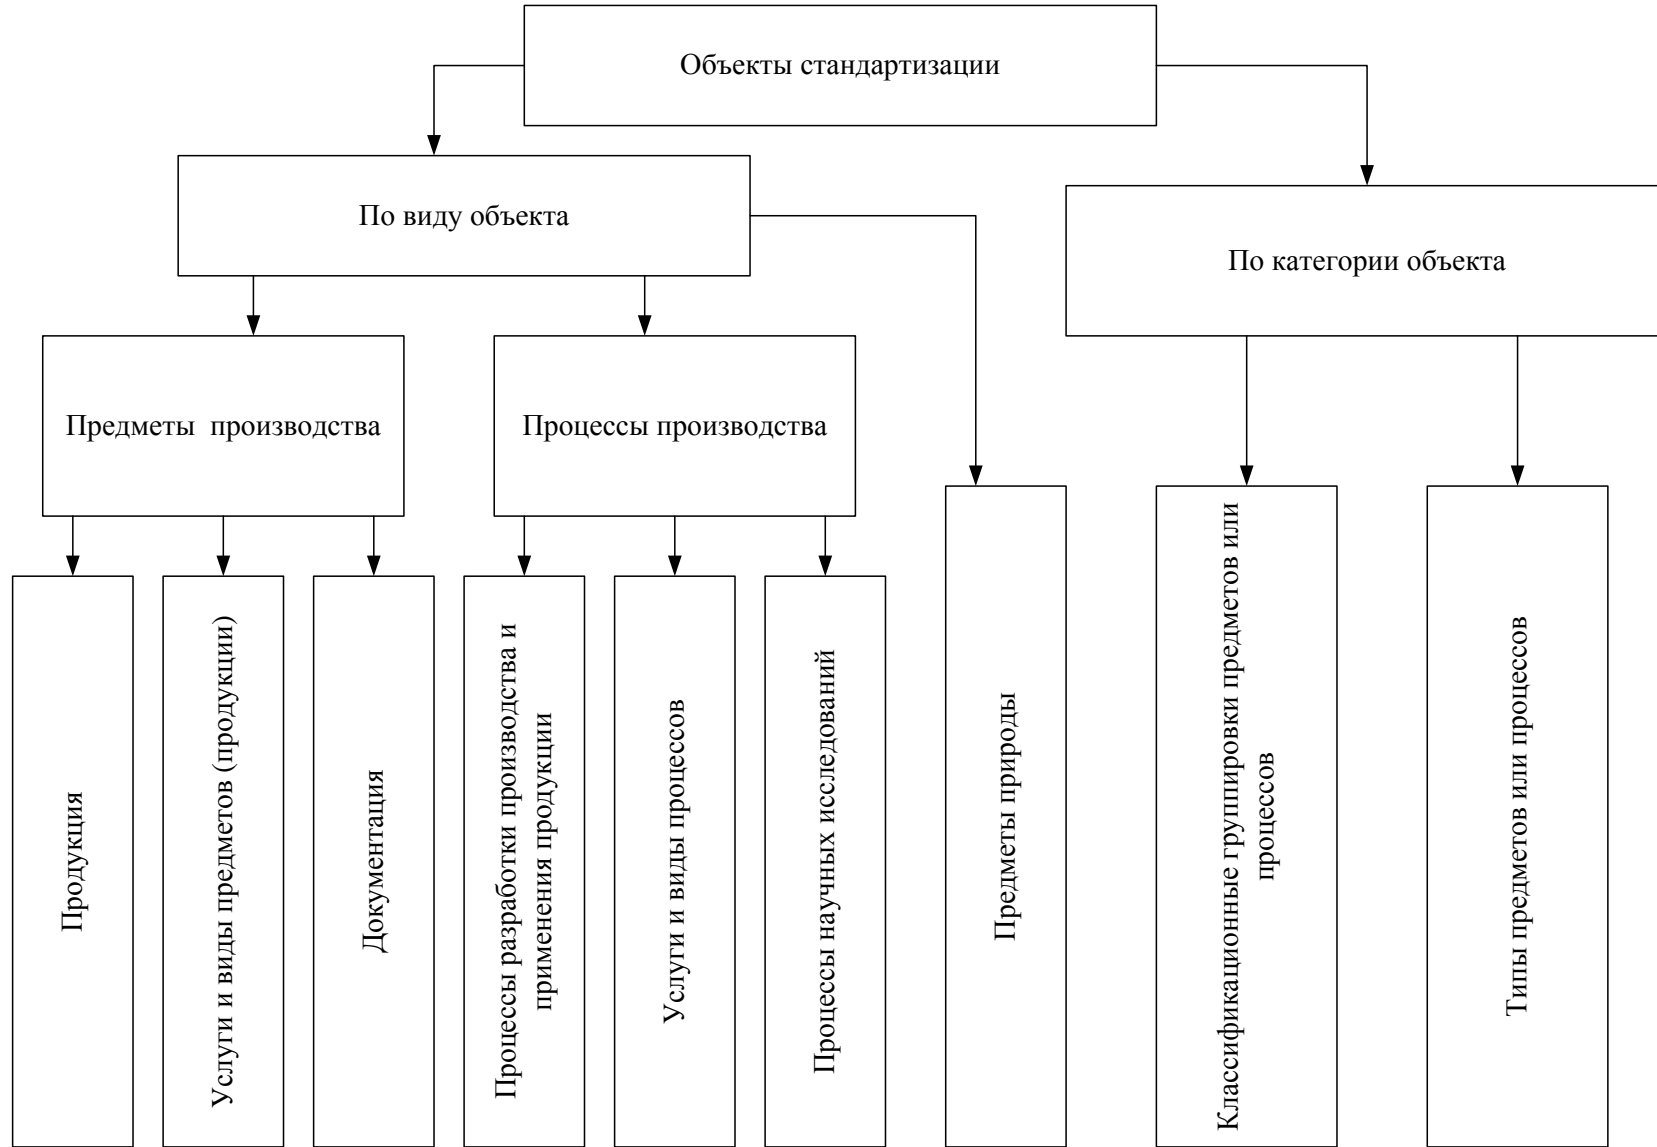 Объекты стандартизации
По виду объекта
По категории объекта
Предметы  производства
Процессы производства
Продукция
Услуги и виды предметов (продукции)
Документация
Процессы разработки производства и
применения продукции
Услуги и виды процессов
Процессы научных исследований
Предметы природы
Классификационные группировки предметов или
процессов
Типы предметов или процессов